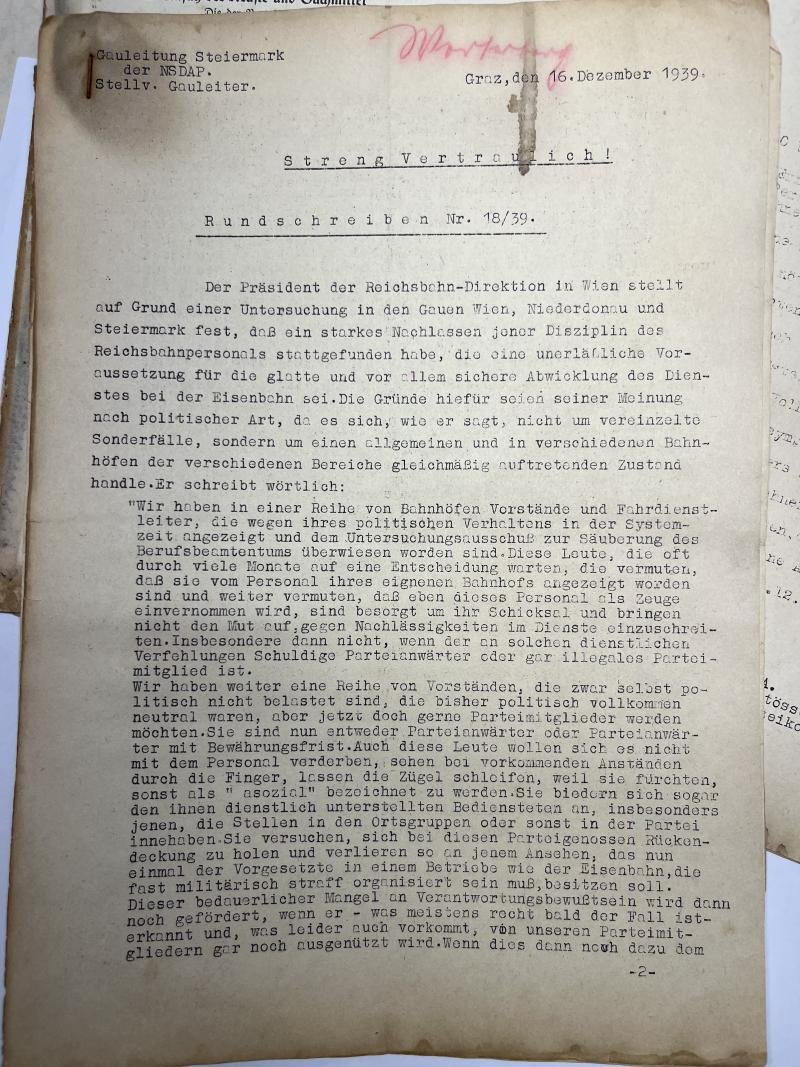 Die der
Gauleitung Steiermark
der NSDAP.
Stellv. Gauleiter.
Graz, den 16.Dezember 1939.
Streng Vertraulich!
Rundschreiben Nr. 18/39.
Der Präsident der Reichsbahn-Direktion in Wien stellt
auf Grund einer Untersuchung in den Gauen Wien, Niederdonau und
Steiermark fest, daß ein starkes Nachlassen jener Disziplin des
Reichsbahnpersonals stattgefunden habe, die eine unerläßliche Vor-
aussetzung für die glatte und vor allem sichere Abwicklung des Dien-
stes bei der Eisenbahn sei.Die Gründe hiefür seien seiner Meinung
nach politischer Art, da es sich, wie er sagt, nicht um vereinzelte
Sonderfälle, sondern um einen allgemeinen und in verschiedenen Bahn-
höfen der verschiedenen Bereiche gleichmäßig auftretenden Zustand
handle.Er schreibt wörtlich:
"Wir haben in einer Reihe von Bahnhöfen Vorstände und Fahrdienst-
leiter, die wegen ihres politischen Verhaltens in der System-
zeit angezeigt und dem Untersuchungsausschuß zur Säuberung des
Berufsbeamtentums überwiesen worden sind.Diese Leute, die oft
durch viele Monate auf eine Entscheidung warten, die vermuten,
daß sie vom Personal ihres eignenen Bahnhofs angezeigt worden
sind und weiter vermuten, daß eben dieses Personal als Zeuge
einvernommen wird, sind besorgt um ihr Schicksal und bringen
nicht den Mut auf,gegen Nachlässigkeiten im Dienste einzuschrei-
ten.Insbesondere dann nicht, wenn der an solchen dienstlichen
Verfehlungen Schuldige Parteianwärter oder gar illegales Partei-
mitglied ist.
Wir haben weiter eine Reihe von Vorständen, die zwar selbst po-
litisch nicht belastet sind, die bisher politisch vollkommen
neutral waren, aber jetzt doch gerne Parteimitglieder werden
möchten.Sie sind nun entweder Parteianwärter oder Parteianwär-
ter mit Bewährungsfrist.Auch diese Leute wollen sich es nicht
mit dem Personal verderben, sehen bei vorkommenden Anständen
durch die Finger, lassen die Zügel schleifen, weil sie fürchten,
sonst als " asozial" bezeichnet zu werden.Sie biedern sich sogar
den ihnen dienstlich unterstellten Bediensteten an, insbesonders
jenen, die Stellen in den Ortsgruppen oder sonst in der Partei
innehaben.Sie versuchen, sich bei diesen Parteigenossen Rücken-
deckung zu holen und verlieren so an jenem Ansehen, das nun
einmal der Vorgesetzte in einem Betriebe wie der Eisenbahn,die
fast militärisch straff organisiert sein muß,besitzen soll.
Dieser bedauerlicher Mangel an Verantwortungsbewußtsein wird dann
noch gefördert, wenn er - was meistens recht bald der Fall ist-
erkannt und, was leider auch vorkommt, von unseren Parteimit-
gliedern gar noch ausgenützt wird.Wenn dies dann noch dazu dem
-2-